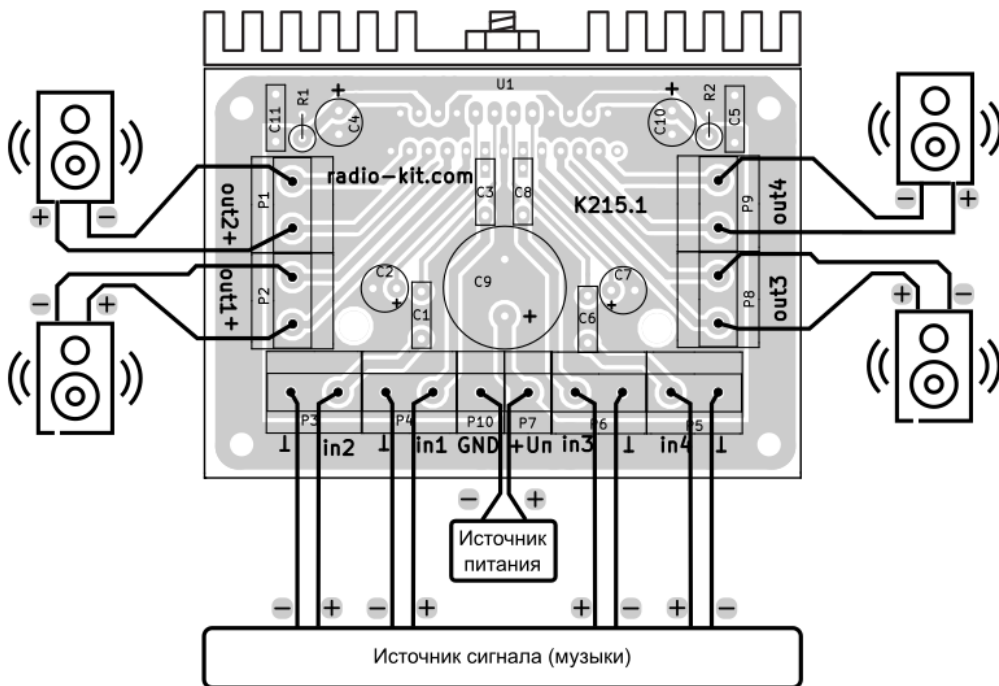 U1
C11
R1
+
C4
+
C10
R2
C5
radio-kit.com
C3
C8
K215.1
P1
out2+
P9
out4
+ −
− +
P2
out1+
P8
out3
− +
+ −
C2
+
C1
C9
+
C7
+
C6
P3
P4
P10
P7
P6
P5
⊥ in2 ⊥ in1 GND +Un in3 ⊥ in4 ⊥
− +
Источник
питания
− + − + + − + −
Источник сигнала (музыки)